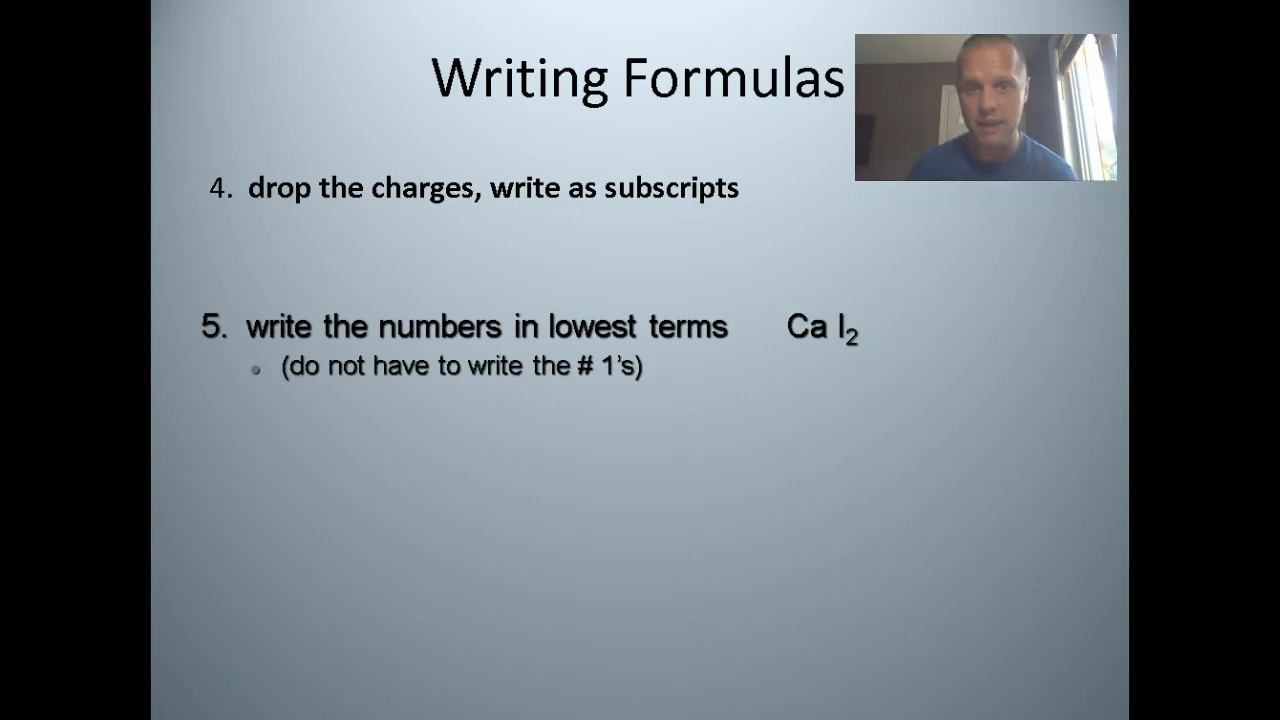 Writing Formulas
4. drop the charges, write as subscripts
5. write the numbers in lowest terms Ca I₂
• (do not have to write the # 1's)